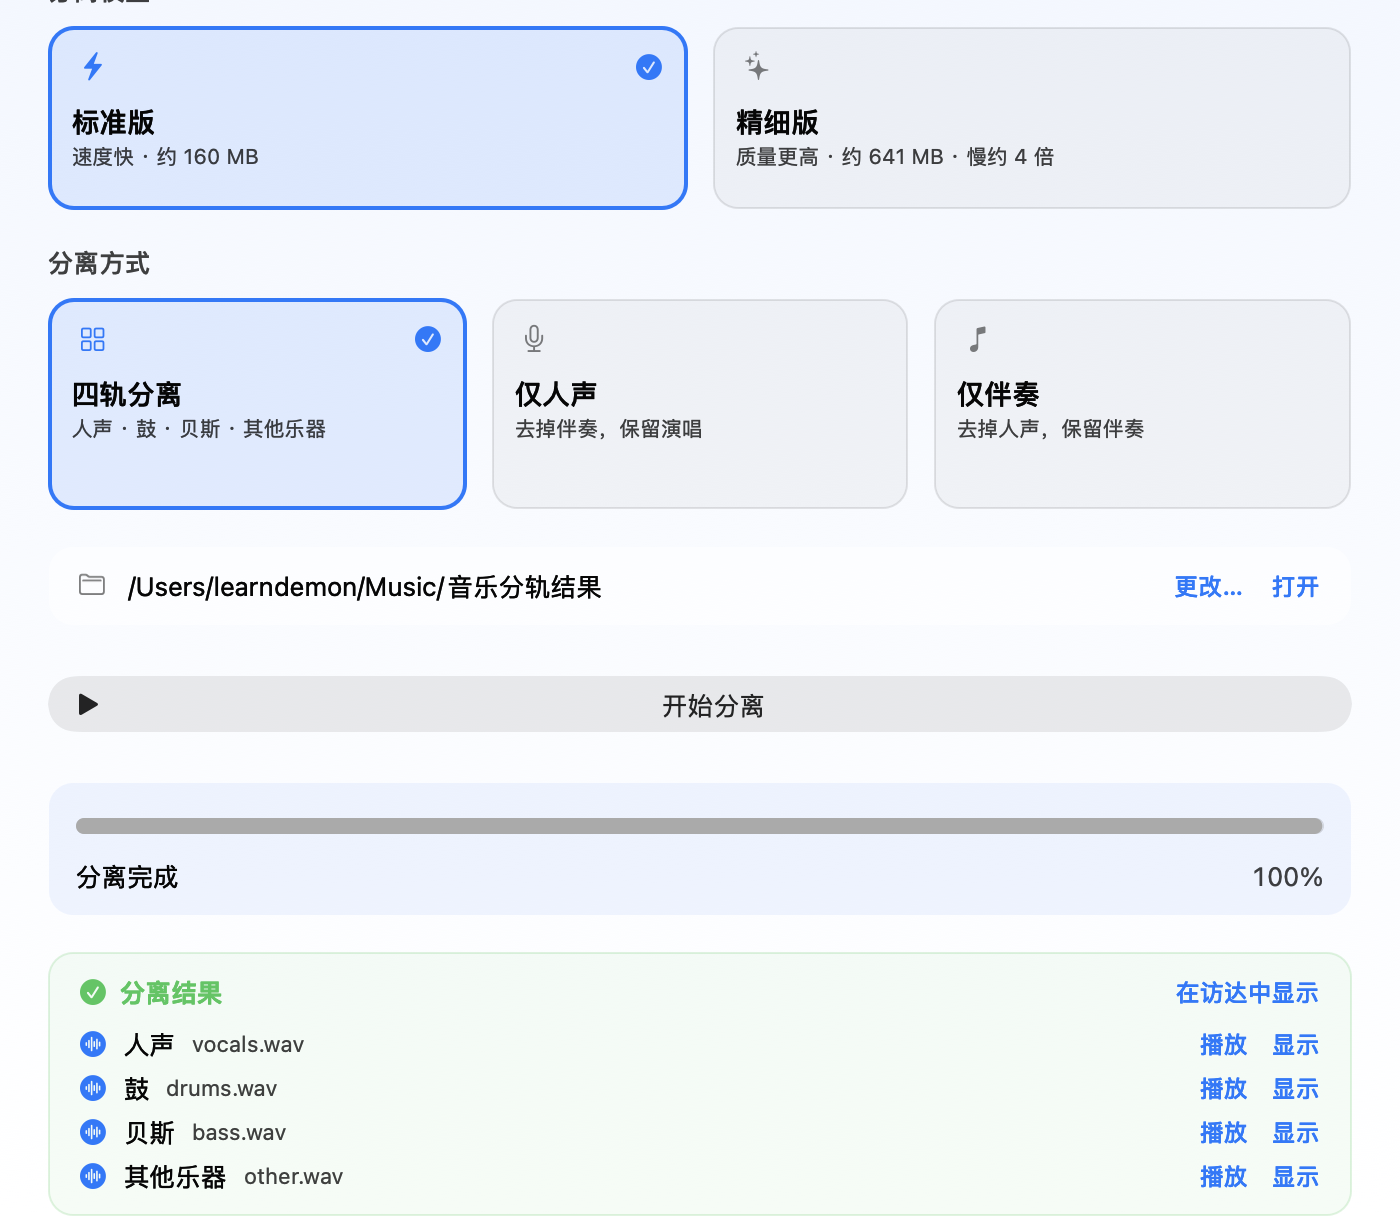 标准版
速度快 · 约 160 MB
精细版
质量更高 · 约 641 MB · 慢约 4 倍
分离方式
四轨分离
人声 · 鼓 · 贝斯 · 其他乐器
仅人声
去掉伴奏，保留演唱
仅伴奏
去掉人声，保留伴奏
/Users/learndemon/Music/音乐分轨结果
更改... 打开
开始分离
分离完成 100%
分离结果 在访达中显示
人声 vocals.wav 播放 显示
鼓 drums.wav 播放 显示
贝斯 bass.wav 播放 显示
其他乐器 other.wav 播放 显示